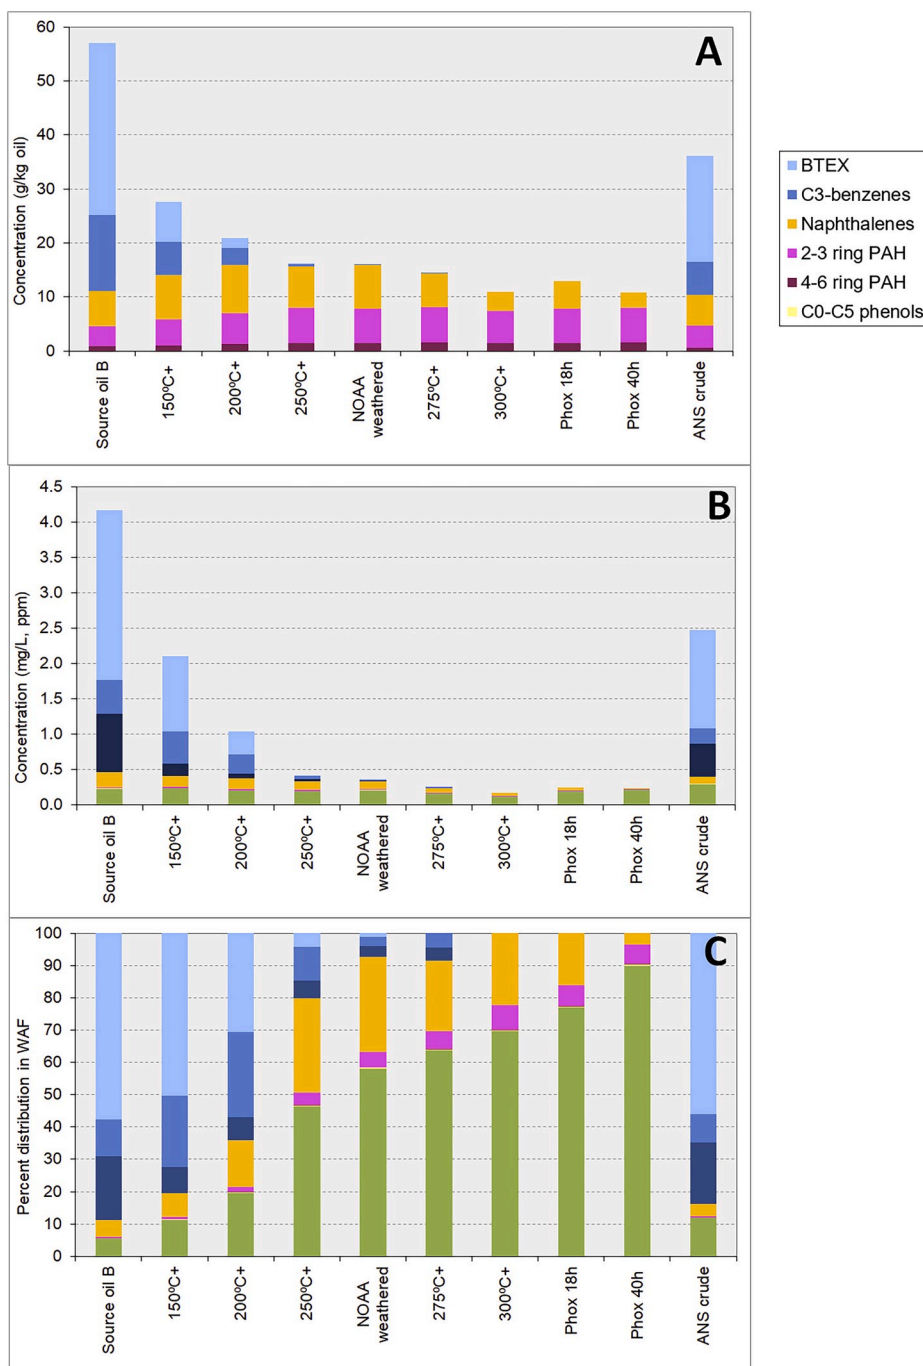 A
Concentration (g/kg oil)
60
50
40
30
20
10
0
Source oil B
150ºC+
200ºC+
250ºC+
NOAA
weathered
275ºC+
300ºC+
Phox 18h
Phox 40h
ANS crude
BTEX
C3-benzenes
Naphthalenes
2-3 ring PAH
4-6 ring PAH
C0-C5 phenols
B
Concentration (mg/L, ppm)
4.5
4.0
3.5
3.0
2.5
2.0
1.5
1.0
0.5
0.0
Source oil B
150ºC+
200ºC+
250ºC+
NOAA
weathered
275ºC+
300ºC+
Phox 18h
Phox 40h
ANS crude
C
Percent distribution in WAF
100
90
80
70
60
50
40
30
20
10
0
Source oil B
150ºC+
200ºC+
250ºC+
NOAA
weathered
275ºC+
300ºC+
Phox 18h
Phox 40h
ANS crude